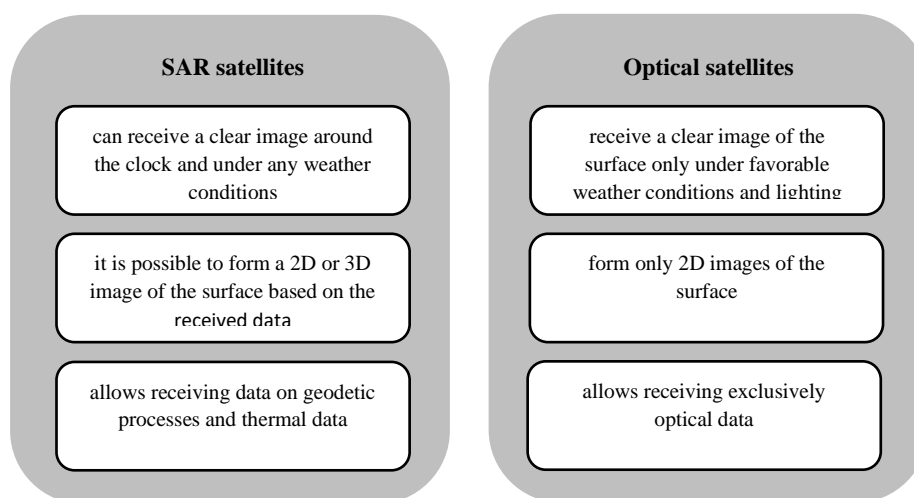 SAR satellites
can receive a clear image around
the clock and under any weather
conditions
it is possible to form a 2D or 3D
image of the surface based on the
received data
allows receiving data on geodetic
processes and thermal data
Optical satellites
receive a clear image of the
surface only under favorable
weather conditions and lighting
form only 2D images of the
surface
allows receiving exclusively
optical data